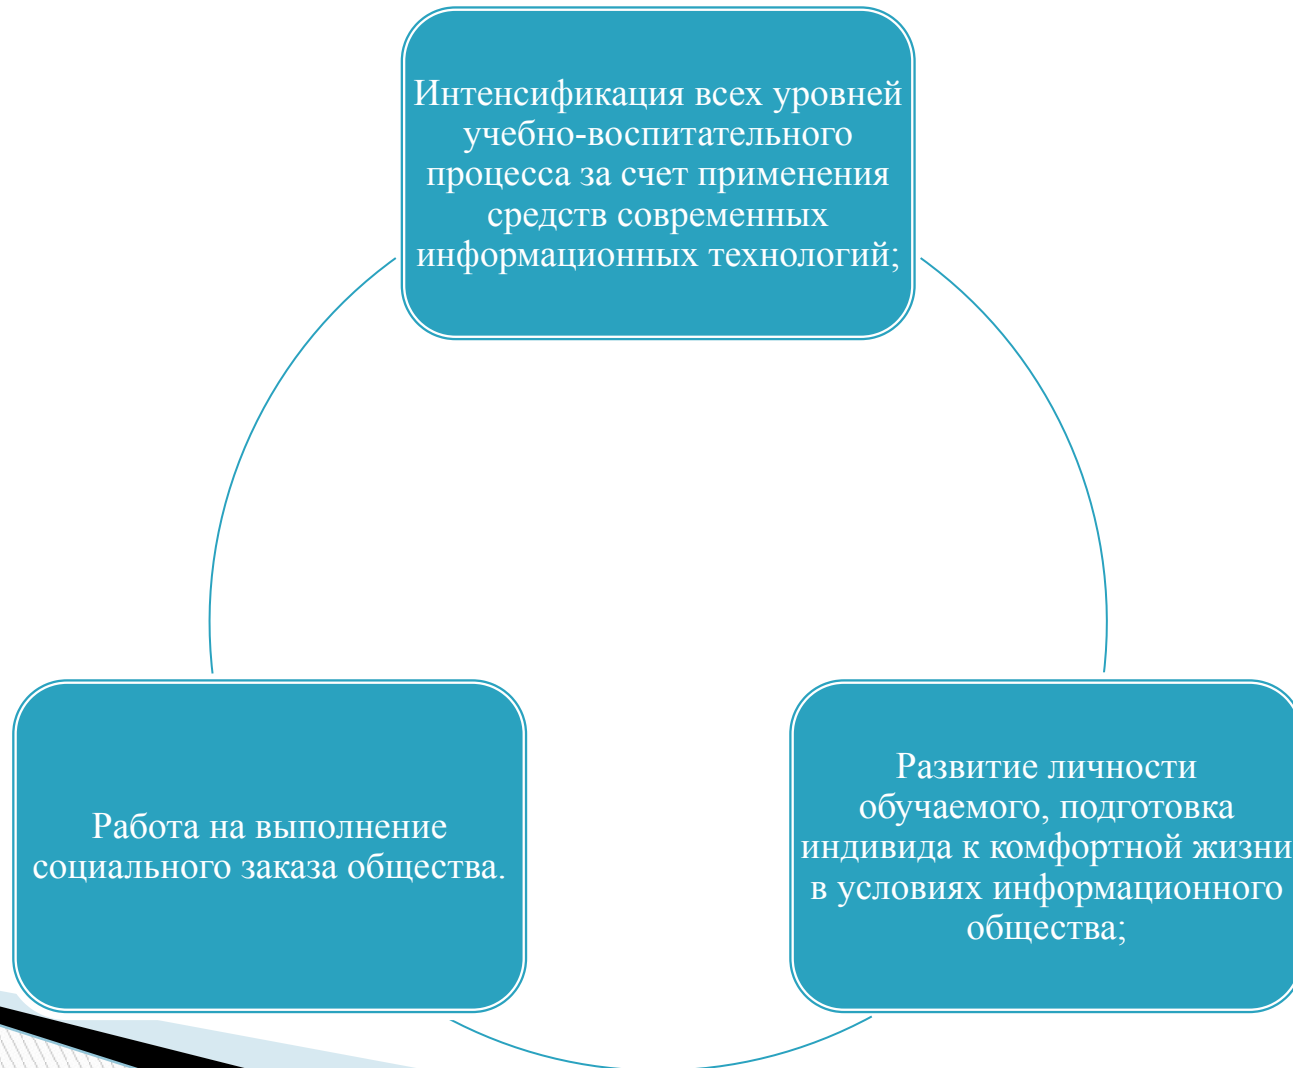 Интенсификация всех уровней
учебно-воспитательного
процесса за счет применения
средств современных
информационных технологий;
Работа на выполнение
социального заказа общества.
Развитие личности
обучаемого, подготовка
индивида к комфортной жизни
в условиях информационного
общества;